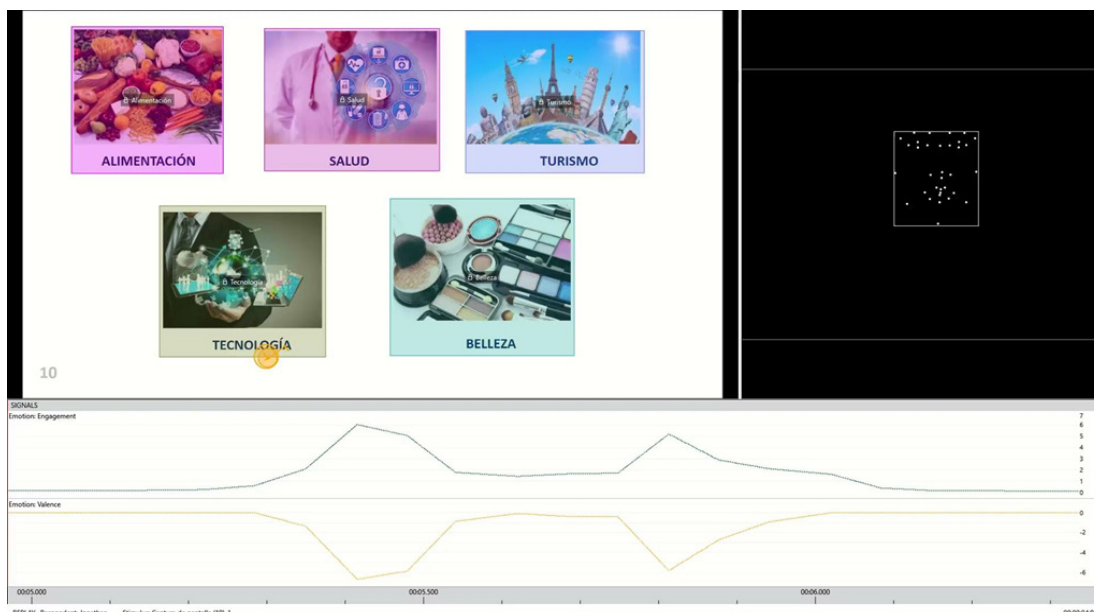 Alimentación
Salud
Turismo
ALIMENTACIÓN
SALUD
TURISMO
Tecnología
Belleza
TECNOLOGÍA
BELLEZA
10
SIGNALS
Emotion: Engagement
7
6
5
4
3
2
1
0
Emotion: Valence
0
-2
-4
-6
00:05.000
00:05.500
00:06.000